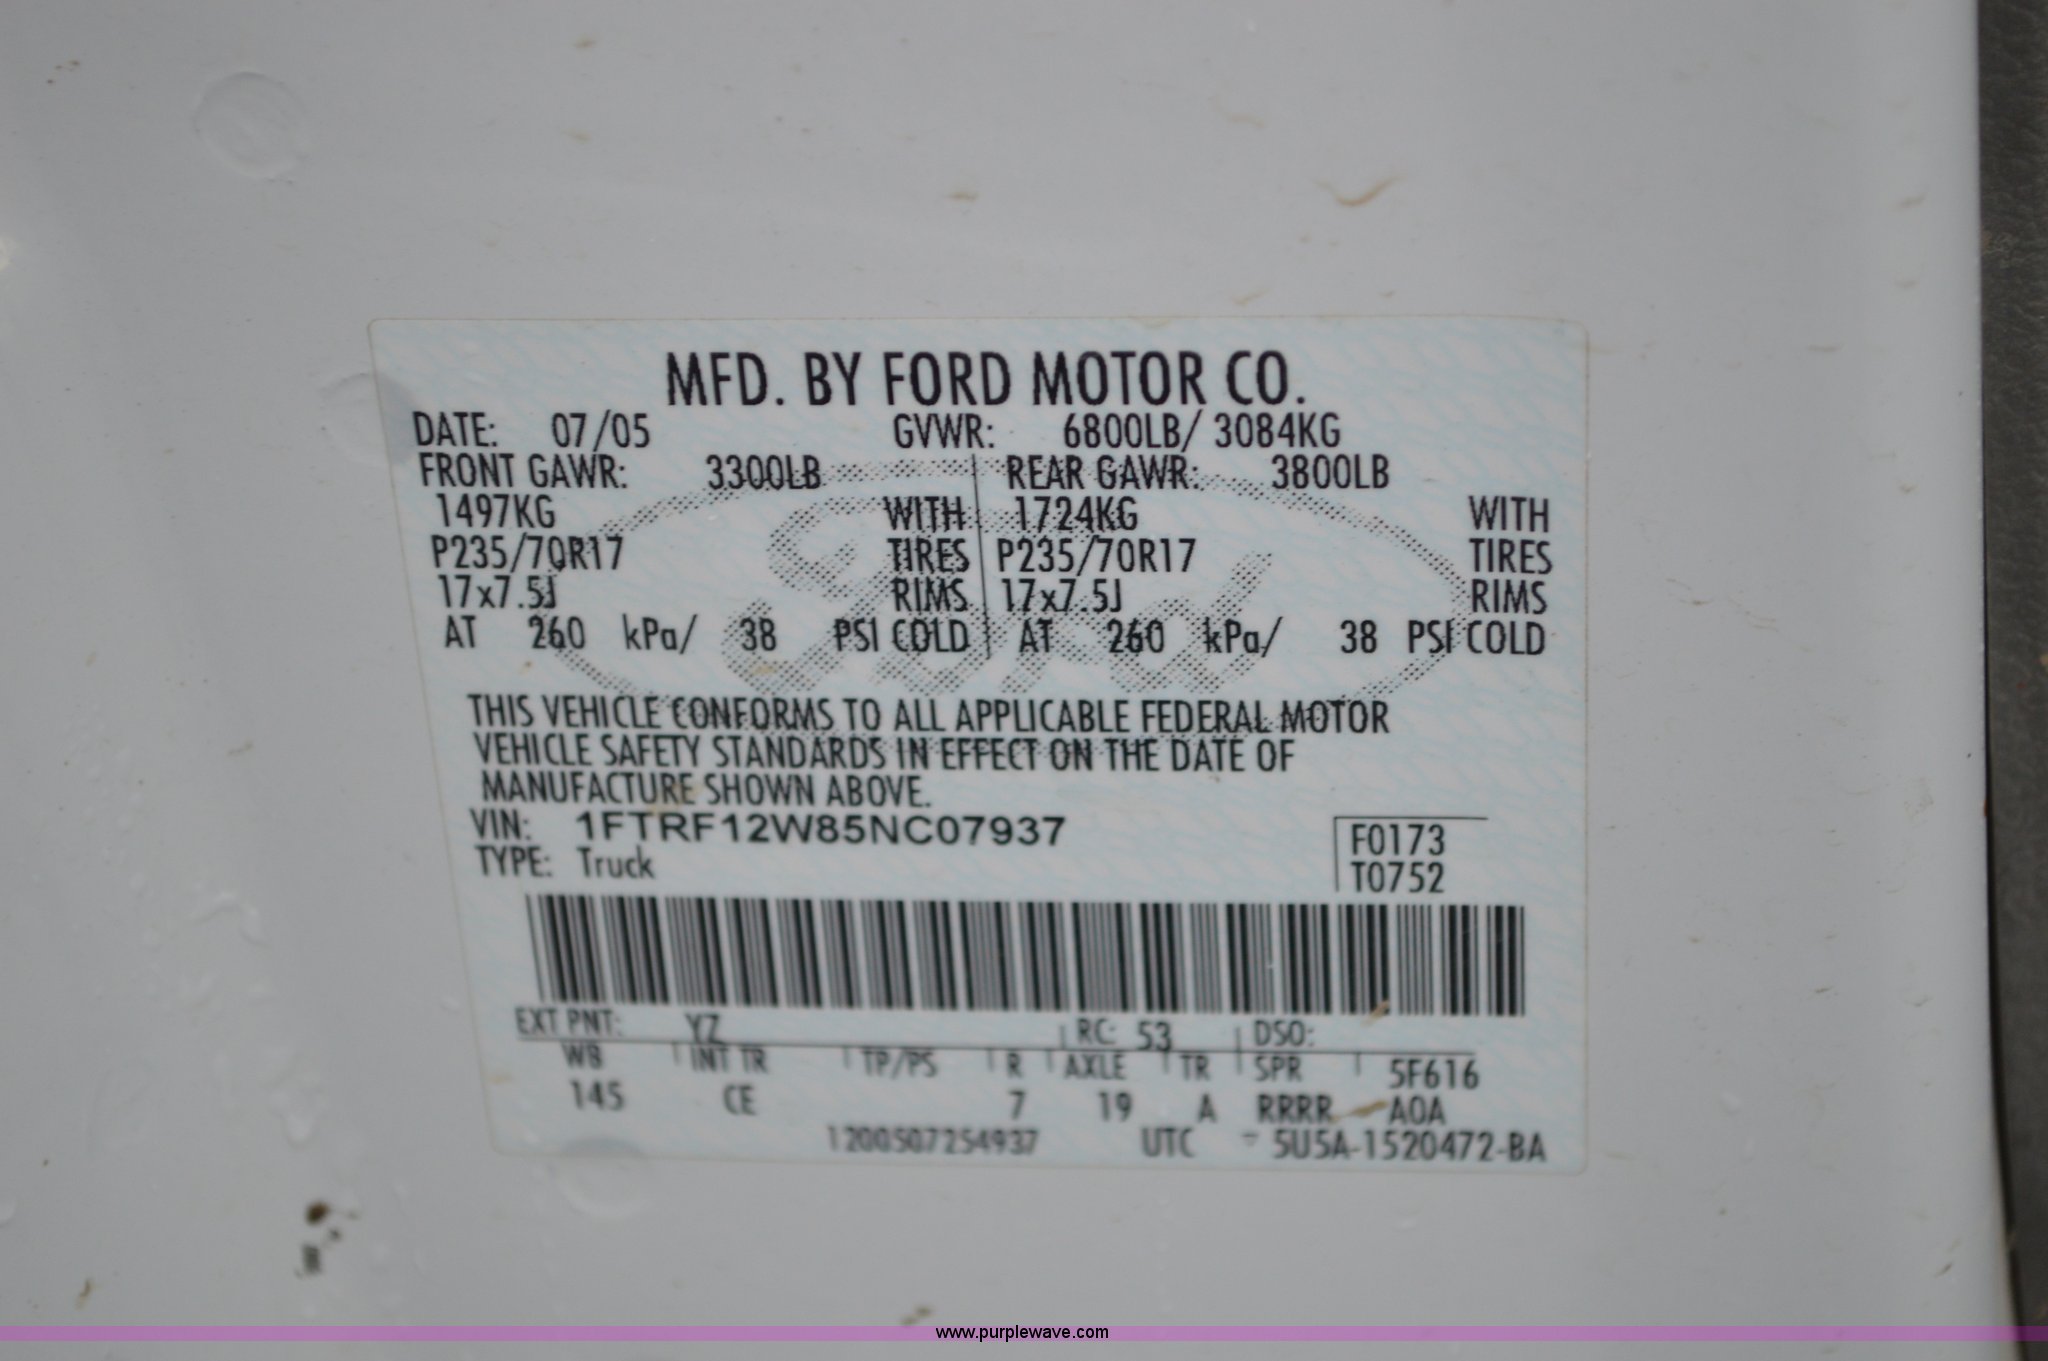 MFD. BY FORD MOTOR CO.
DATE: 07/05 GVWR: 6800LB/ 3084KG
FRONT GAWR: 3300LB REAR GAWR: 3800LB
1497KG WITH 1724KG WITH
P235/70R17 TIRES P235/70R17 TIRES
17x7.5J RIMS 17x7.5J RIMS
AT 260 kPa/ 38 PSI COLD AT 260 kPa/ 38 PSI COLD
Ford
THIS VEHICLE CONFORMS TO ALL APPLICABLE FEDERAL MOTOR
VEHICLE SAFETY STANDARDS IN EFFECT ON THE DATE OF
MANUFACTURE SHOWN ABOVE.
VIN: 1FTRF12W85NC07937 F0173
TYPE: Truck T0752
EXT PNT: YZ RC: 53 DSO:
WB INT TR TP/PS R AXLE TR SPR 5F616
145 CE 7 19 A RRRR A0A
1200507254937 UTC 5U5A-1520472-BA
www.purplewave.com